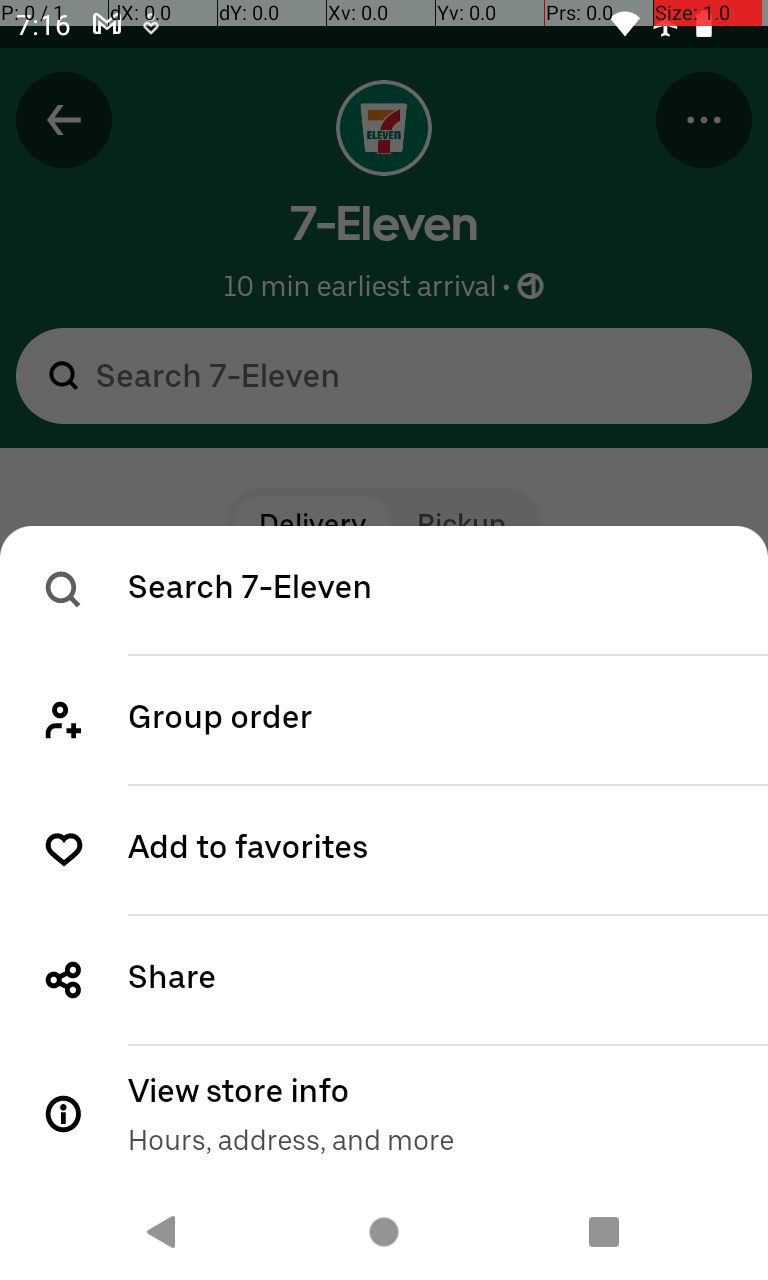 P: 0 / 1 dX: 0.0 dY: 0.0 Xv: 0.0 Yv: 0.0 Prs: 0.0 Size: 1.0
7:16
ELEVEN
7-Eleven
10 min earliest arrival •
Search 7-Eleven
Delivery Pickup
Search 7-Eleven
Group order
Add to favorites
Share
View store info
Hours, address, and more